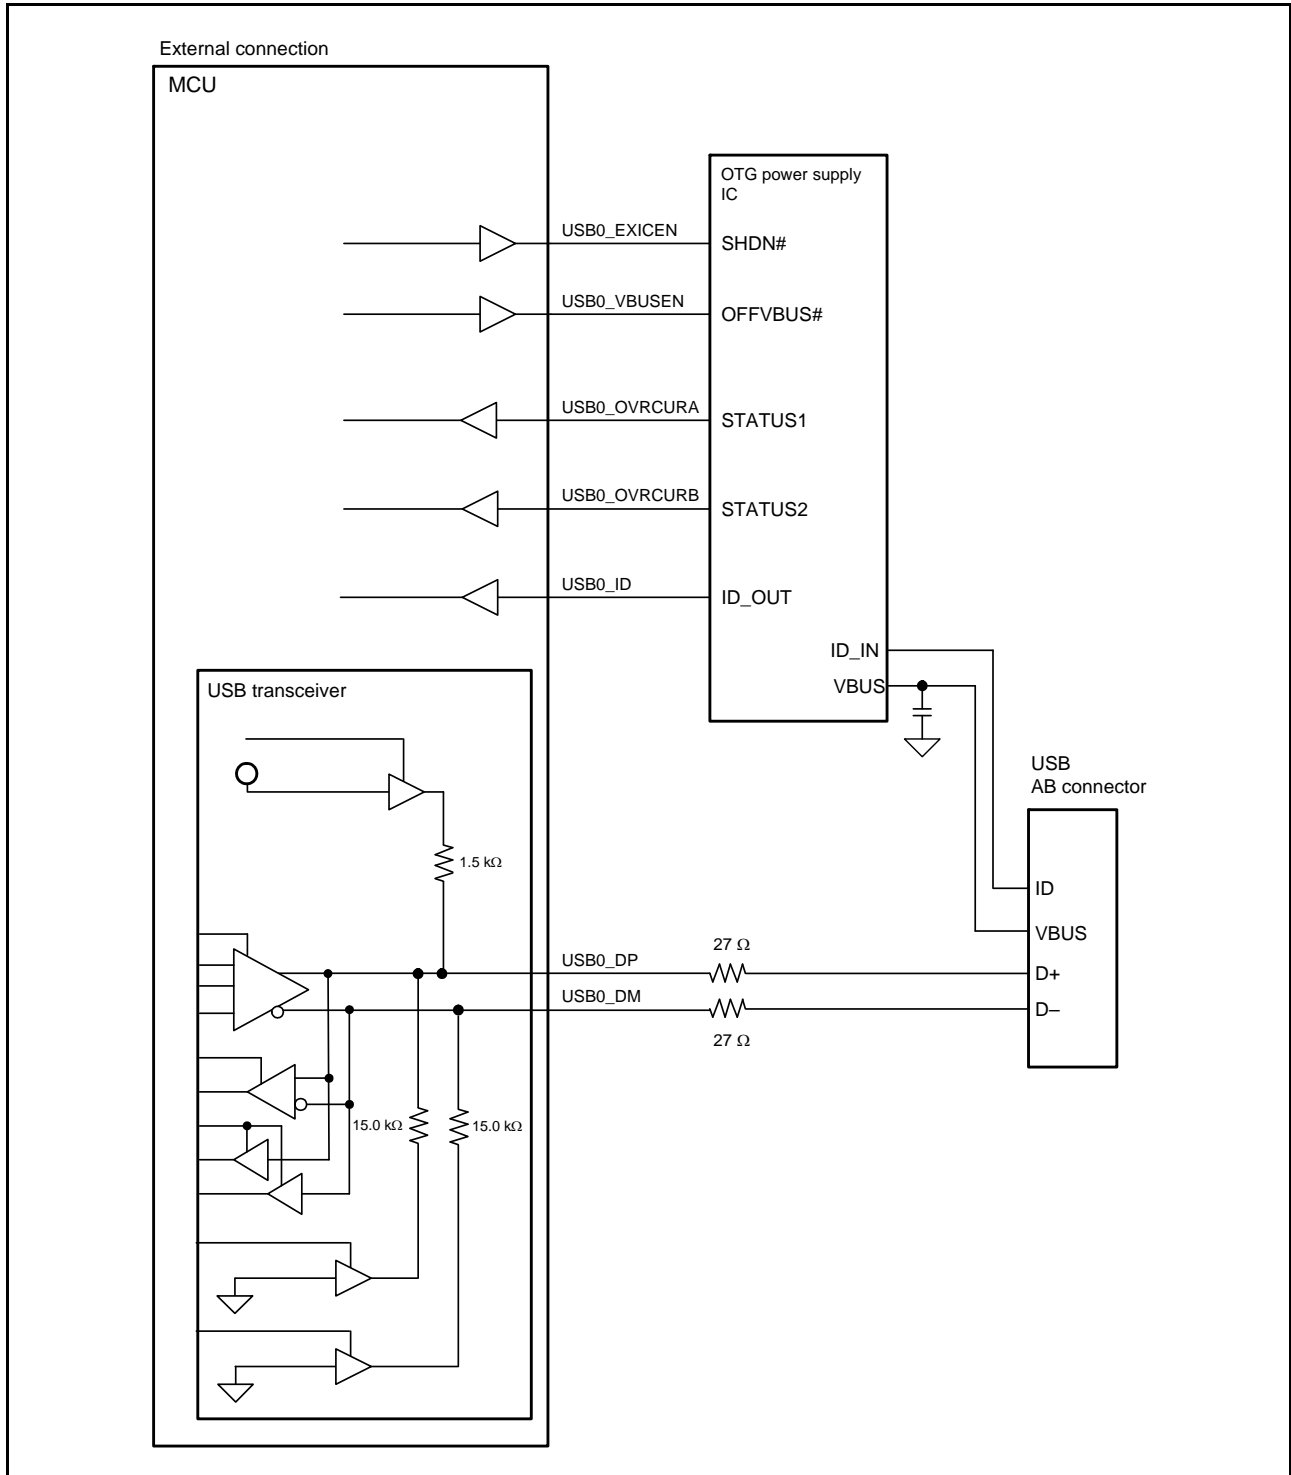 External connection
MCU
OTG power supply
IC
USB0_EXICEN
SHDN#
USB0_VBUSEN
OFFVBUS#
USB0_OVRCURA
STATUS1
USB0_OVRCURB
STATUS2
USB0_ID
ID_OUT
ID_IN
VBUS
USB transceiver
USB
AB connector
1.5 kΩ
ID
VBUS
27 Ω
USB0_DP
D+
USB0_DM
D–
27 Ω
15.0 kΩ
15.0 kΩ